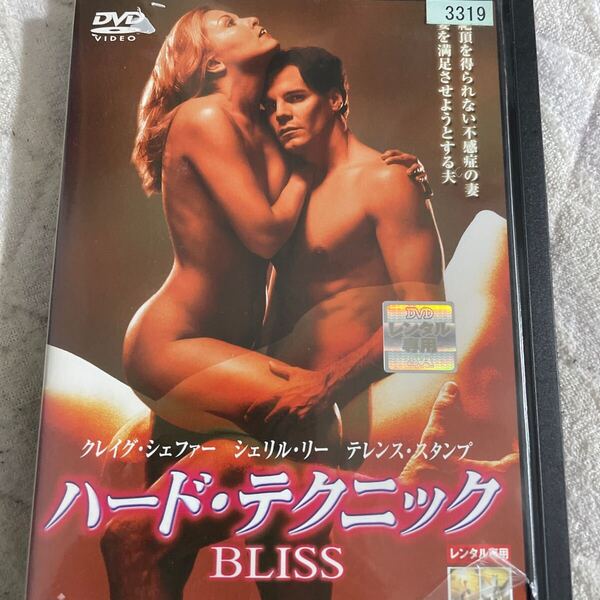 DVD
VIDEO
3319
絶頂を得られない不感症の妻
妻を満足させようとする夫
DVD
レンタル
専用
クレイグ・シェファー シェリル・リー テレンス・スタンプ
ハード・テクニック
BLISS
レンタル専用